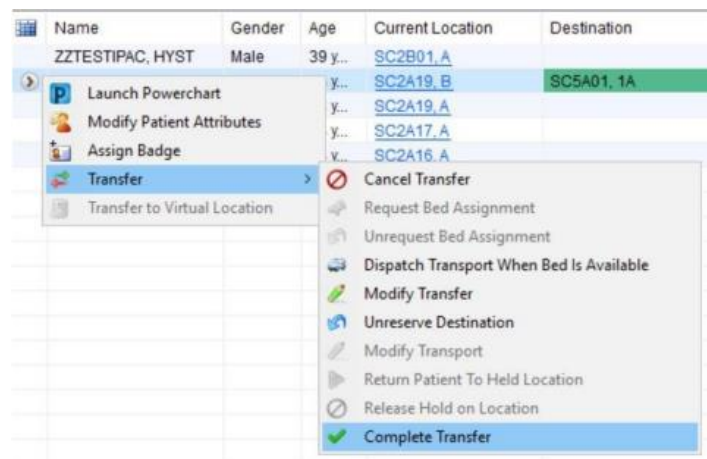 Name Gender Age Current Location Destination
ZZTESTIPAC, HYST Male 39 y... SC2B01, A
y... SC2A19, B SC5A01, 1A
Launch Powerchart
y... SC2A19, A
Modify Patient Attributes
y... SC2A17, A
Assign Badge
y... SC2A16, A
Transfer
Cancel Transfer
Transfer to Virtual Location
Request Bed Assignment
Unrequest Bed Assignment
Dispatch Transport When Bed Is Available
Modify Transfer
Unreserve Destination
Modify Transport
Return Patient To Held Location
Release Hold on Location
Complete Transfer